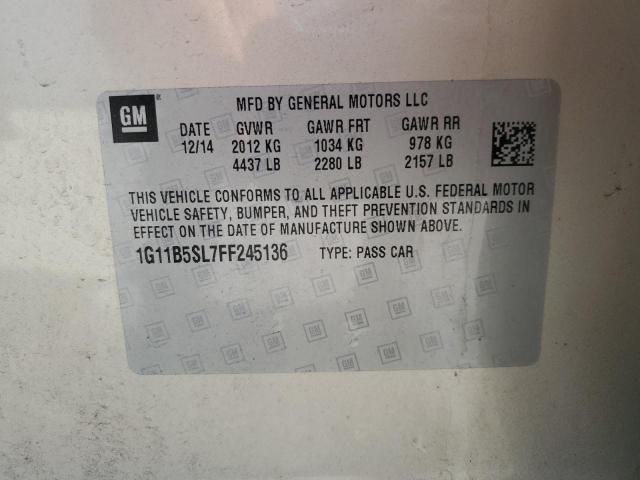 GM
MFD BY GENERAL MOTORS LLC
DATE GVWR GAWR FRT GAWR RR
12/14 2012 KG 1034 KG 978 KG
4437 LB 2280 LB 2157 LB
THIS VEHICLE CONFORMS TO ALL APPLICABLE U.S. FEDERAL MOTOR
VEHICLE SAFETY, BUMPER, AND THEFT PREVENTION STANDARDS IN
EFFECT ON THE DATE OF MANUFACTURE SHOWN ABOVE.
1G11B5SL7FF245136 TYPE: PASS CAR